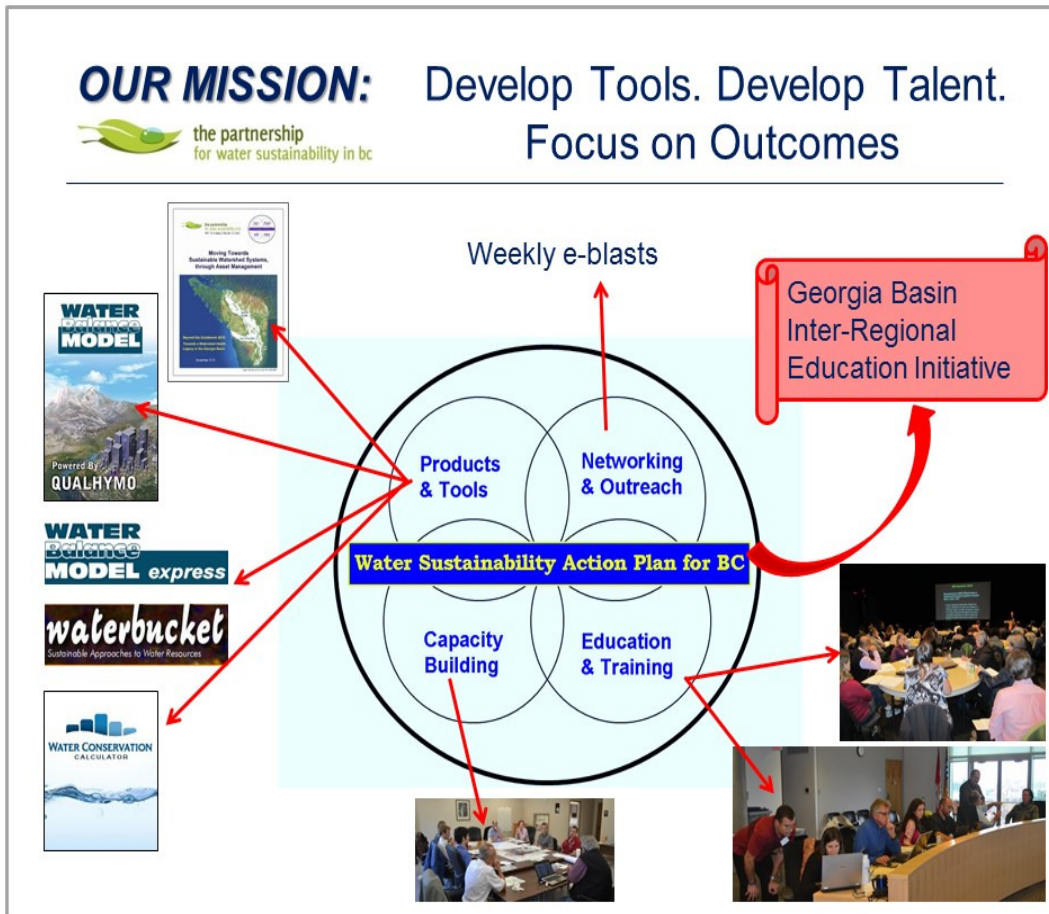 OUR MISSION:
Develop Tools. Develop Talent.
Focus on Outcomes
the partnership
for water sustainability in bc
Moving Towards
Sustainable Watershed Systems,
through Asset Management
Weekly e-blasts
Georgia Basin
Inter-Regional
Education Initiative
WATER
Balance
MODEL
Powered By
QUALHYMO
Products
& Tools
Networking
& Outreach
WATER
Balance
MODEL express
Water Sustainability Action Plan for BC
waterbucket
Sustainable Approaches to Water Resources
Capacity
Building
Education
& Training
WATER CONSERVATION
CALCULATOR